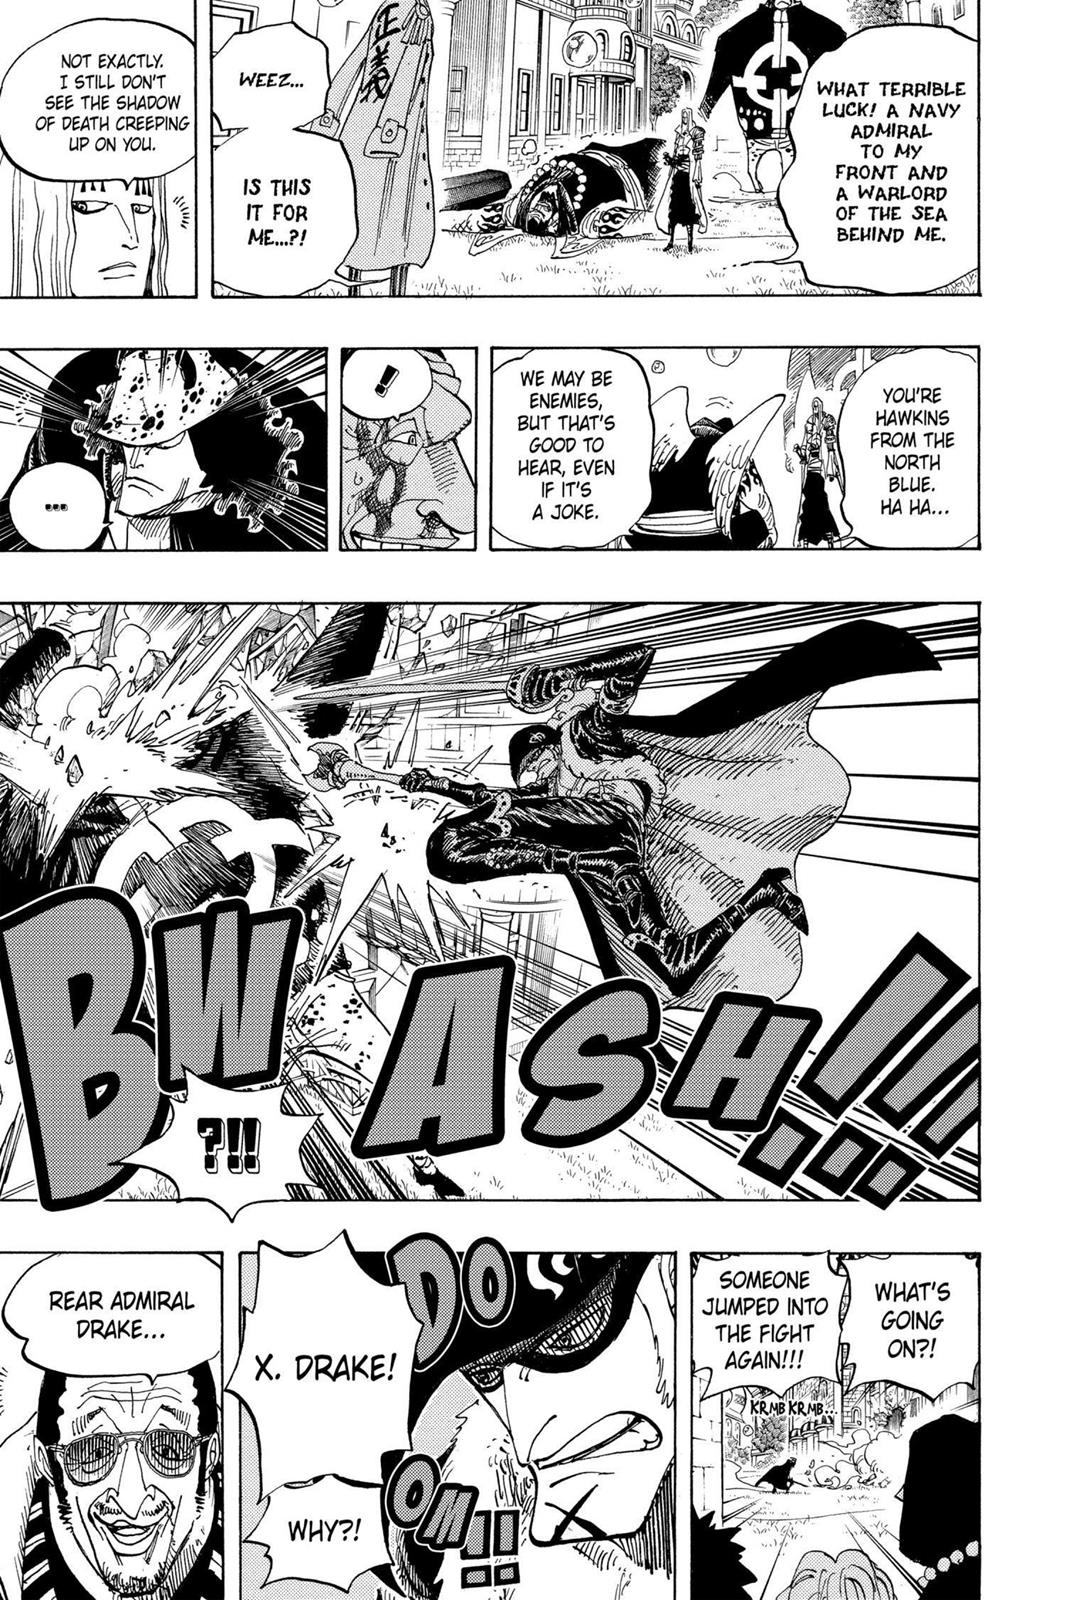 WHAT TERRIBLE
LUCK! A NAVY
ADMIRAL
TO MY
FRONT AND
A WARLORD
OF THE SEA
BEHIND ME.
正義
WEEZ...
IS THIS
IT FOR
ME...?!
NOT EXACTLY.
I STILL DON'T
SEE THE SHADOW
OF DEATH CREEPING
UP ON YOU.
YOU'RE
HAWKINS
FROM THE
NORTH
BLUE.
HA HA...
WE MAY BE
ENEMIES,
BUT THAT'S
GOOD TO
HEAR, EVEN
IF IT'S
A JOKE.
!
...
BWASH!!!
?!!
WHAT'S
GOING
ON?!
SOMEONE
JUMPED INTO
THE FIGHT
AGAIN!!!
KRMB KRMB...
DOOM!!
X. DRAKE!
WHY?!
REAR ADMIRAL
DRAKE...